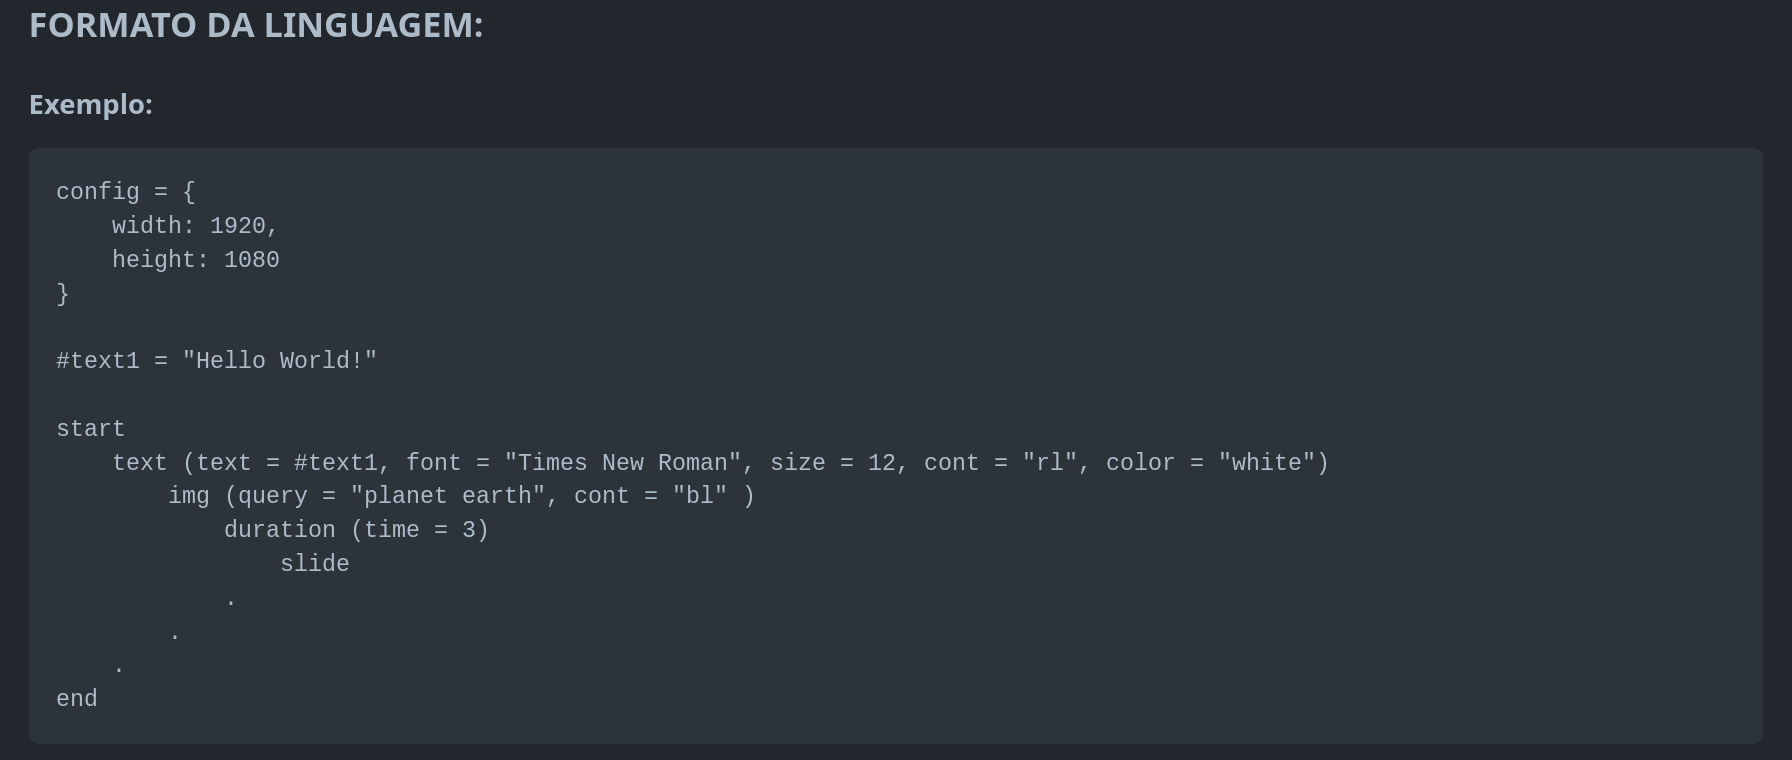 FORMATO DA LINGUAGEM:
Exemplo:
config = {
    width: 1920,
    height: 1080
}

#text1 = "Hello World!"

start
    text (text = #text1, font = "Times New Roman", size = 12, cont = "rl", color = "white")
        img (query = "planet earth", cont = "bl" )
            duration (time = 3)
                slide
            .
        .
    .
end